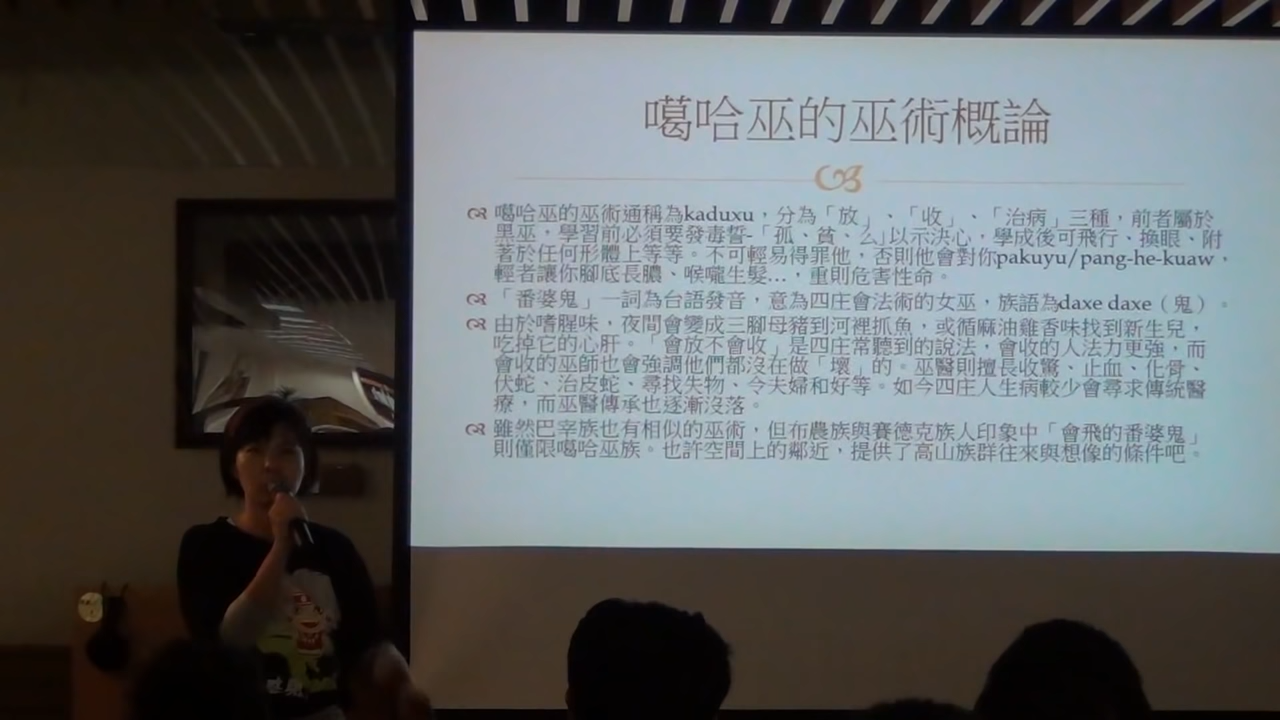 噶哈巫的巫術概論
噶哈巫的巫術通稱為kaduxu，分為「放」、「收」、「治病」三種，前者屬於
黑巫，學習前必須要發毒誓-「孤、貧、么」以示決心，學成後可飛行、換眼、附
著於任何形體上等等。不可輕易得罪他，否則他會對你pakuyu/pang-he-kuaw，
輕者讓你腳底長膿、喉嚨生髮…，重則危害性命。
「番婆鬼」一詞為台語發音，意為四庄會法術的女巫，族語為daxe daxe（鬼）。
由於嗜腥味，夜間會變成三腳母豬到河裡抓魚，或循麻油雞香味找到新生兒，
吃掉它的心肝。「會放不會收」是四庄常聽到的說法，會收的人法力更強，而
會收的巫師也會強調他們都沒在做「壞」的。巫醫則擅長收驚、止血、化骨、
伏蛇、治皮蛇、尋找失物、令夫婦和好等。如今四庄人生病較少會尋求傳統醫
療，而巫醫傳承也逐漸沒落。
雖然巴宰族也有相似的巫術，但布農族與賽德克族人印象中「會飛的番婆鬼」
則僅限噶哈巫族。也許空間上的鄰近，提供了高山族群往來與想像的條件吧。